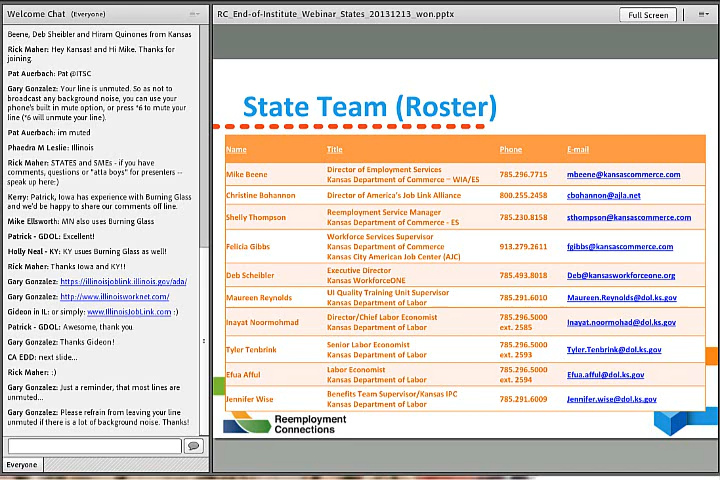 Welcome Chat (Everyone)
Beene, Deb Sheibler and Hiram Quinones from Kansas
Rick Maher: Hey Kansas! and Hi Mike. Thanks for
joining.
Pat Auerbach: Pat @ITSC
Gary Gonzalez: Your line is unmuted. So as not to
broadcast any background noise, you can use your
phone's built in mute option, or press *6 to mute your
line (*6 will unmute your line).
Pat Auerbach: im muted
Phaedra M Leslie: Illinois
Rick Maher: STATES and SMEs - if you have
comments, questions or "atta boys" for presenters --
speak up here:)
Kerry: Patrick, Iowa has experience with Burning Glass
and we'd be happy to share our comments off line.
Mike Ellsworth: MN also uses Burning Glass
Patrick - GDOL: Excellent!
Holly Neal - KY: KY usues Burning Glass as well!
Rick Maher: Thanks Iowa and KY!!
Gary Gonzalez: https://illinoisjoblink.illinois.gov/ada/
Gary Gonzalez: http://www.illinoisworknet.com/
Gideon in IL: or simply: www.IllinoisJobLink.com :)
Patrick - GDOL: Awesome, thank you
Gary Gonzalez: Thanks Gideon!
CA EDD: next slide...
Rick Maher: :)
Gary Gonzalez: Just a reminder, that most lines are
unmuted...
Gary Gonzalez: Please refrain from leaving your line
unmuted if there is a lot of background noise. Thanks!
Everyone
RC_End-of-Institute_Webinar_States_20131213_won.pptx
Full Screen
State Team (Roster)
Name Title Phone E-mail
Mike Beene Director of Employment Services
Kansas Department of Commerce – WIA/ES 785.296.7715 mbeene@kansascommerce.com
Christine Bohannon Director of America's Job Link Alliance 800.255.2458 cbohannon@ajla.net
Shelly Thompson Reemployment Service Manager
Kansas Department of Commerce - ES 785.230.8158 sthompson@kansascommerce.com
Felicia Gibbs Workforce Services Supervisor
Kansas Department of Commerce
Kansas City American Job Center (AJC) 913.279.2611 fgibbs@kansascommerce.com
Deb Scheibler Executive Director
Kansas WorkforceONE 785.493.8018 Deb@kansasworkforceone.org
Maureen Reynolds UI Quality Training Unit Supervisor
Kansas Department of Labor 785.291.6010 Maureen.Reynolds@dol.ks.gov
Inayat Noormohmad Director/Chief Labor Economist
Kansas Department of Labor 785.296.5000
ext. 2585 Inayat.noormohad@dol.ks.gov
Tyler Tenbrink Senior Labor Economist
Kansas Department of Labor 785.296.5000
ext. 2593 Tyler.Tenbrink@dol.ks.gov
Efua Afful Labor Economist
Kansas Department of Labor 785.296.5000
ext. 2594 Efua.afful@dol.ks.gov
Jennifer Wise Benefits Team Supervisor/Kansas IPC
Kansas Department of Labor 785.291.6009 Jennifer.wise@dol.ks.gov
Reemployment
Connections